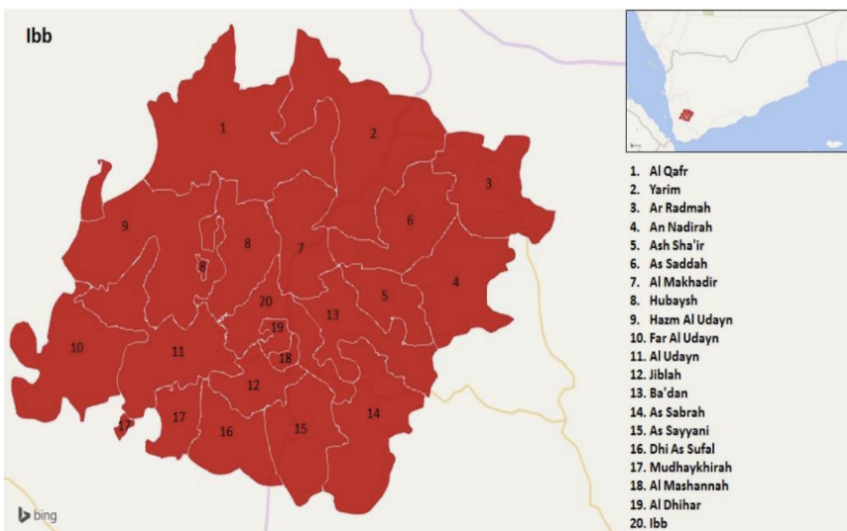 Ibb
1
2
3
9
6
8
7
8
4
20
5
13
19
10
11
18
12
14
17
15
17
16
bing
bing
1. Al Qafr
2. Yarim
3. Ar Radmah
4. An Nadirah
5. Ash Sha'ir
6. As Saddah
7. Al Makhadir
8. Hubaysh
9. Hazm Al Udayn
10. Far Al Udayn
11. Al Udayn
12. Jiblah
13. Ba'dan
14. As Sabrah
15. As Sayyani
16. Dhi As Sufal
17. Mudhaykhirah
18. Al Mashannah
19. Al Dhihar
20. Ibb